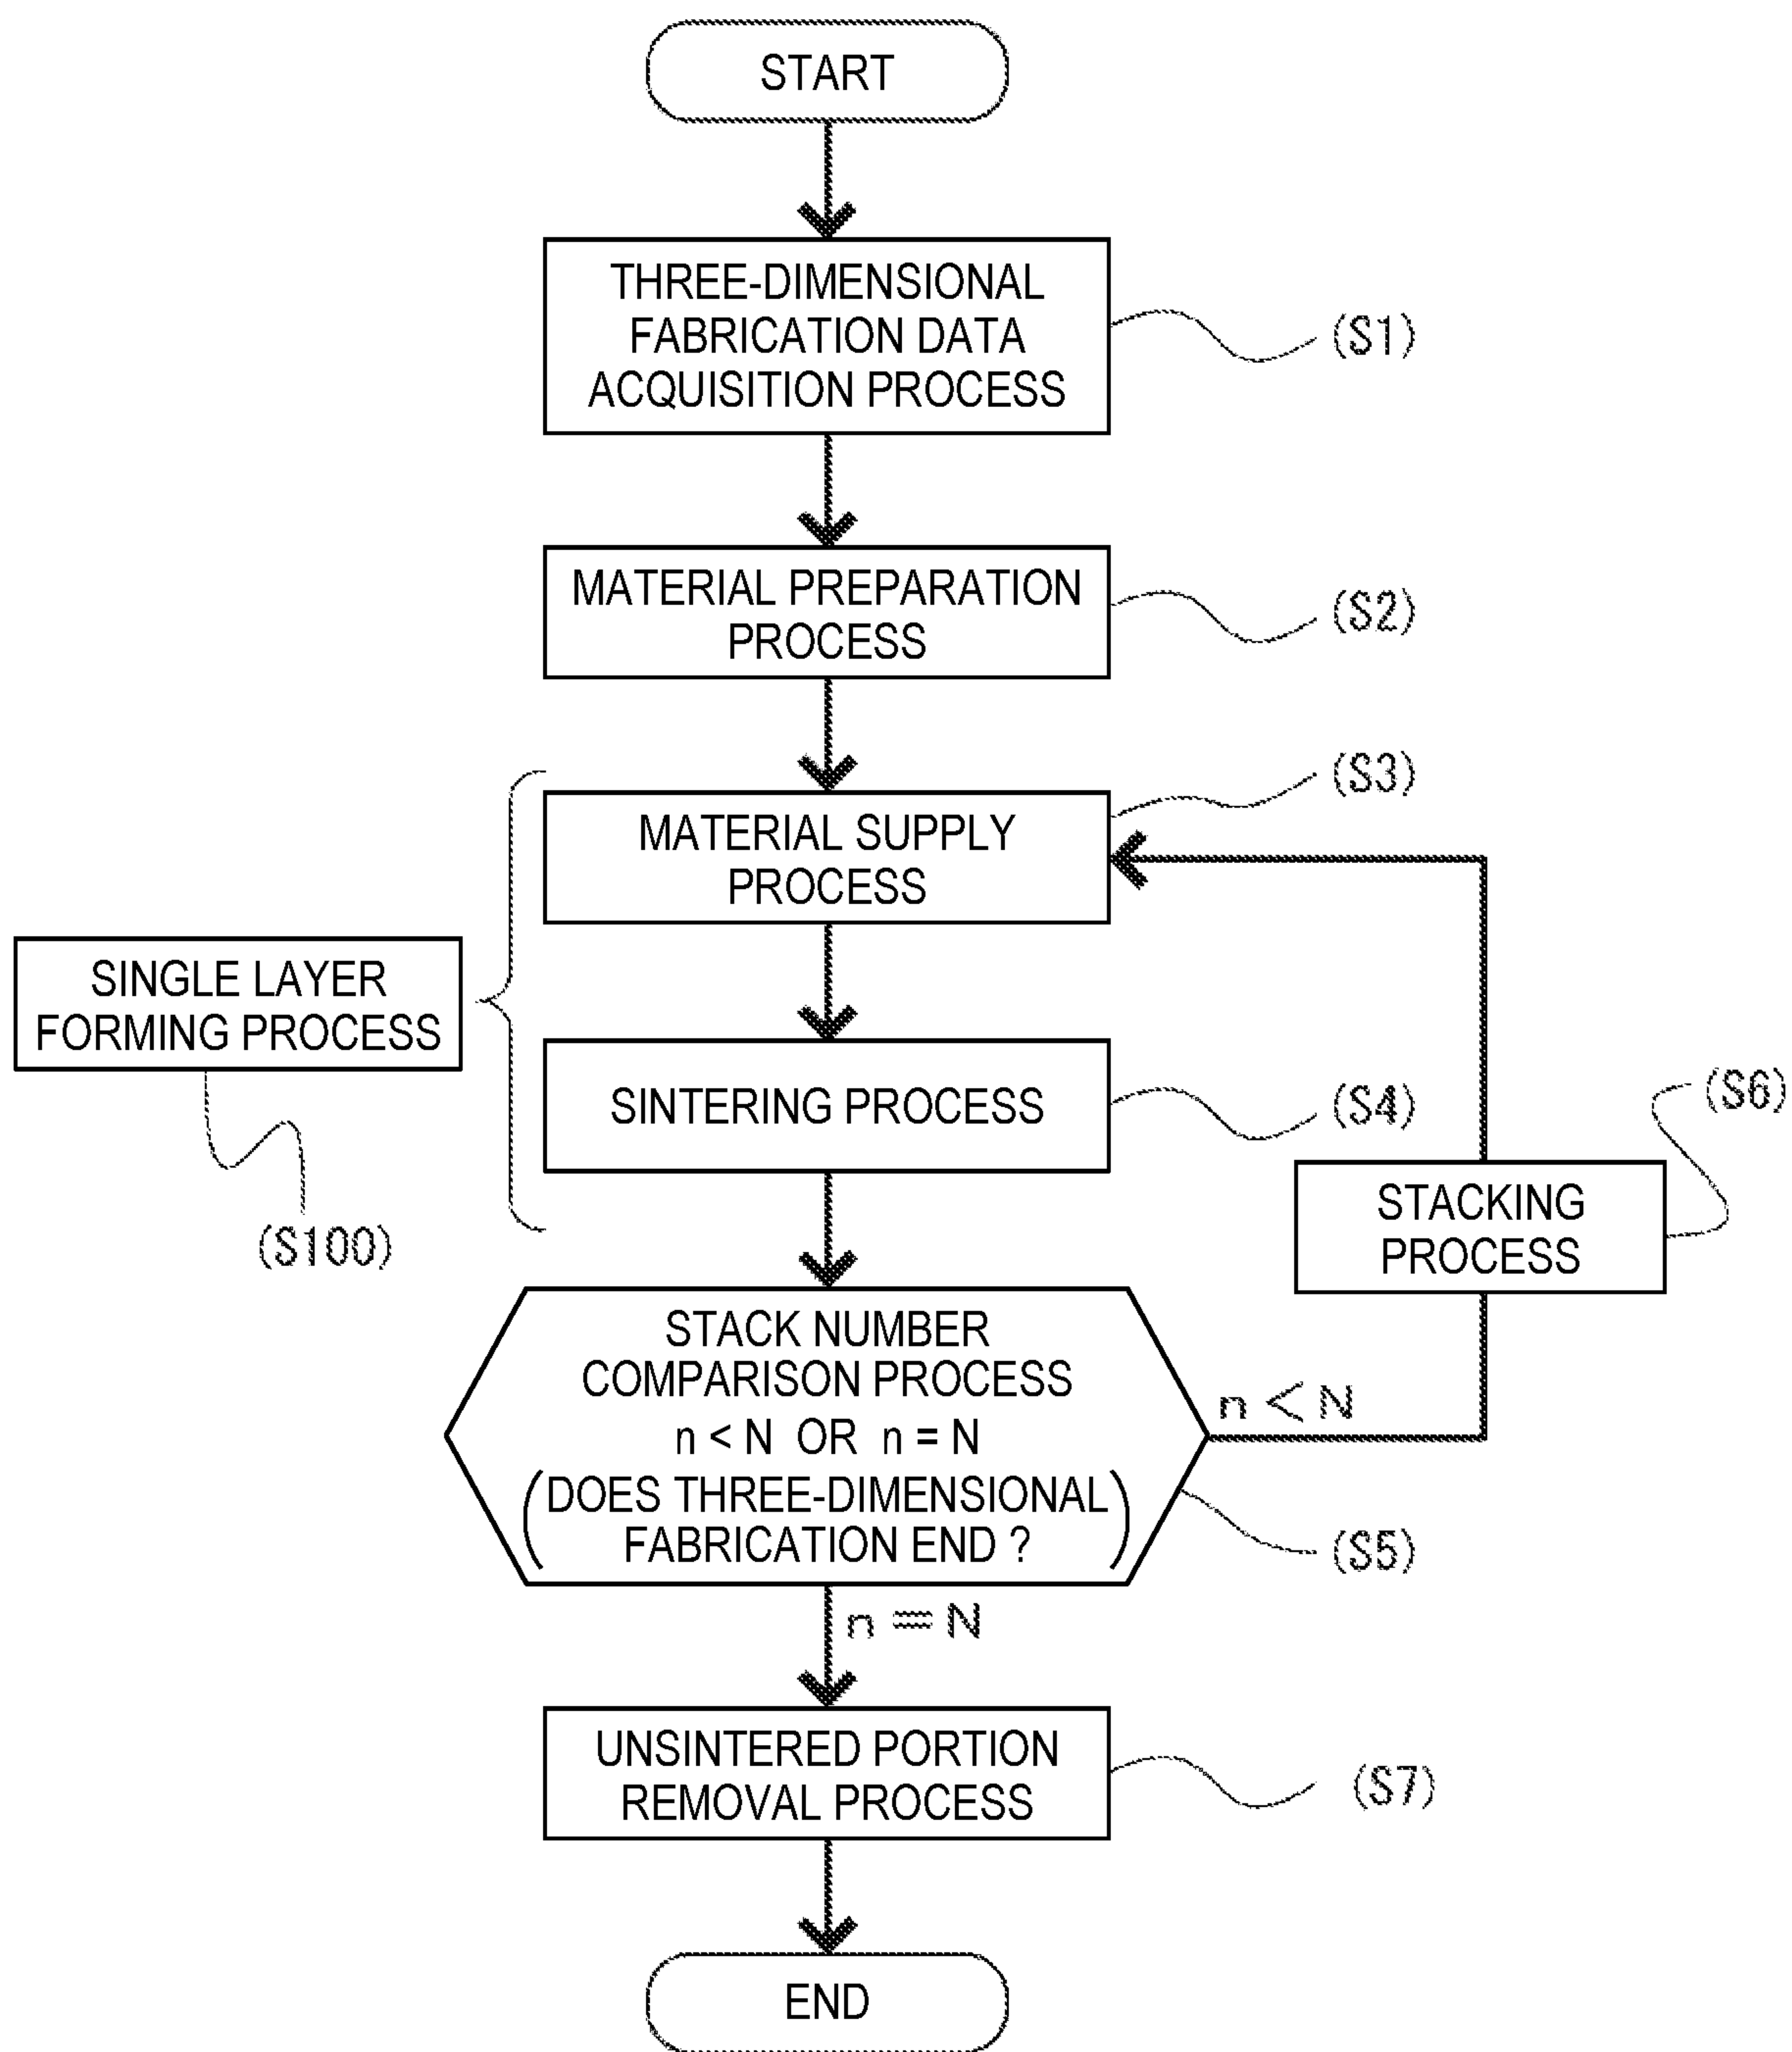 START
THREE-DIMENSIONAL
FABRICATION DATA
ACQUISITION PROCESS
(S1)
MATERIAL PREPARATION
PROCESS
(S2)
MATERIAL SUPPLY
PROCESS
(S3)
SINGLE LAYER
FORMING PROCESS
(S100)
SINTERING PROCESS
(S4)
STACKING
PROCESS
(S6)
STACK NUMBER
COMPARISON PROCESS
n < N OR n = N
(DOES THREE-DIMENSIONAL
FABRICATION END ?)
n < N
(S5)
n = N
UNSINTERED PORTION
REMOVAL PROCESS
(S7)
END